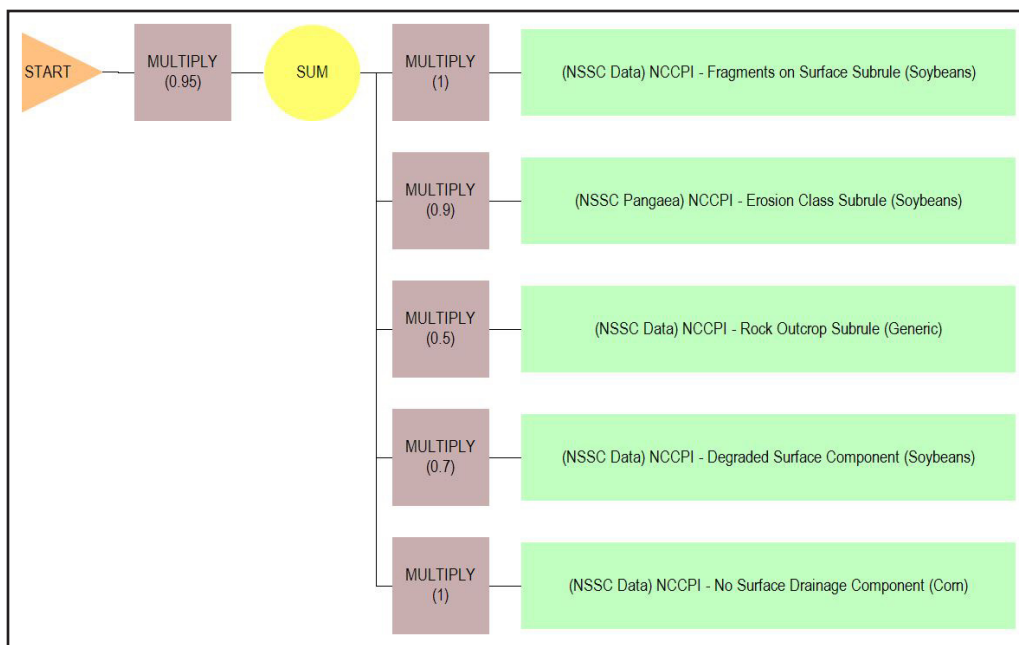 START
MULTIPLY
(0.95)
SUM
MULTIPLY
(1)
(NSSC Data) NCCPI - Fragments on Surface Subrule (Soybeans)
MULTIPLY
(0.9)
(NSSC Pangaea) NCCPI - Erosion Class Subrule (Soybeans)
MULTIPLY
(0.5)
(NSSC Data) NCCPI - Rock Outcrop Subrule (Generic)
MULTIPLY
(0.7)
(NSSC Data) NCCPI - Degraded Surface Component (Soybeans)
MULTIPLY
(1)
(NSSC Data) NCCPI - No Surface Drainage Component (Corn)